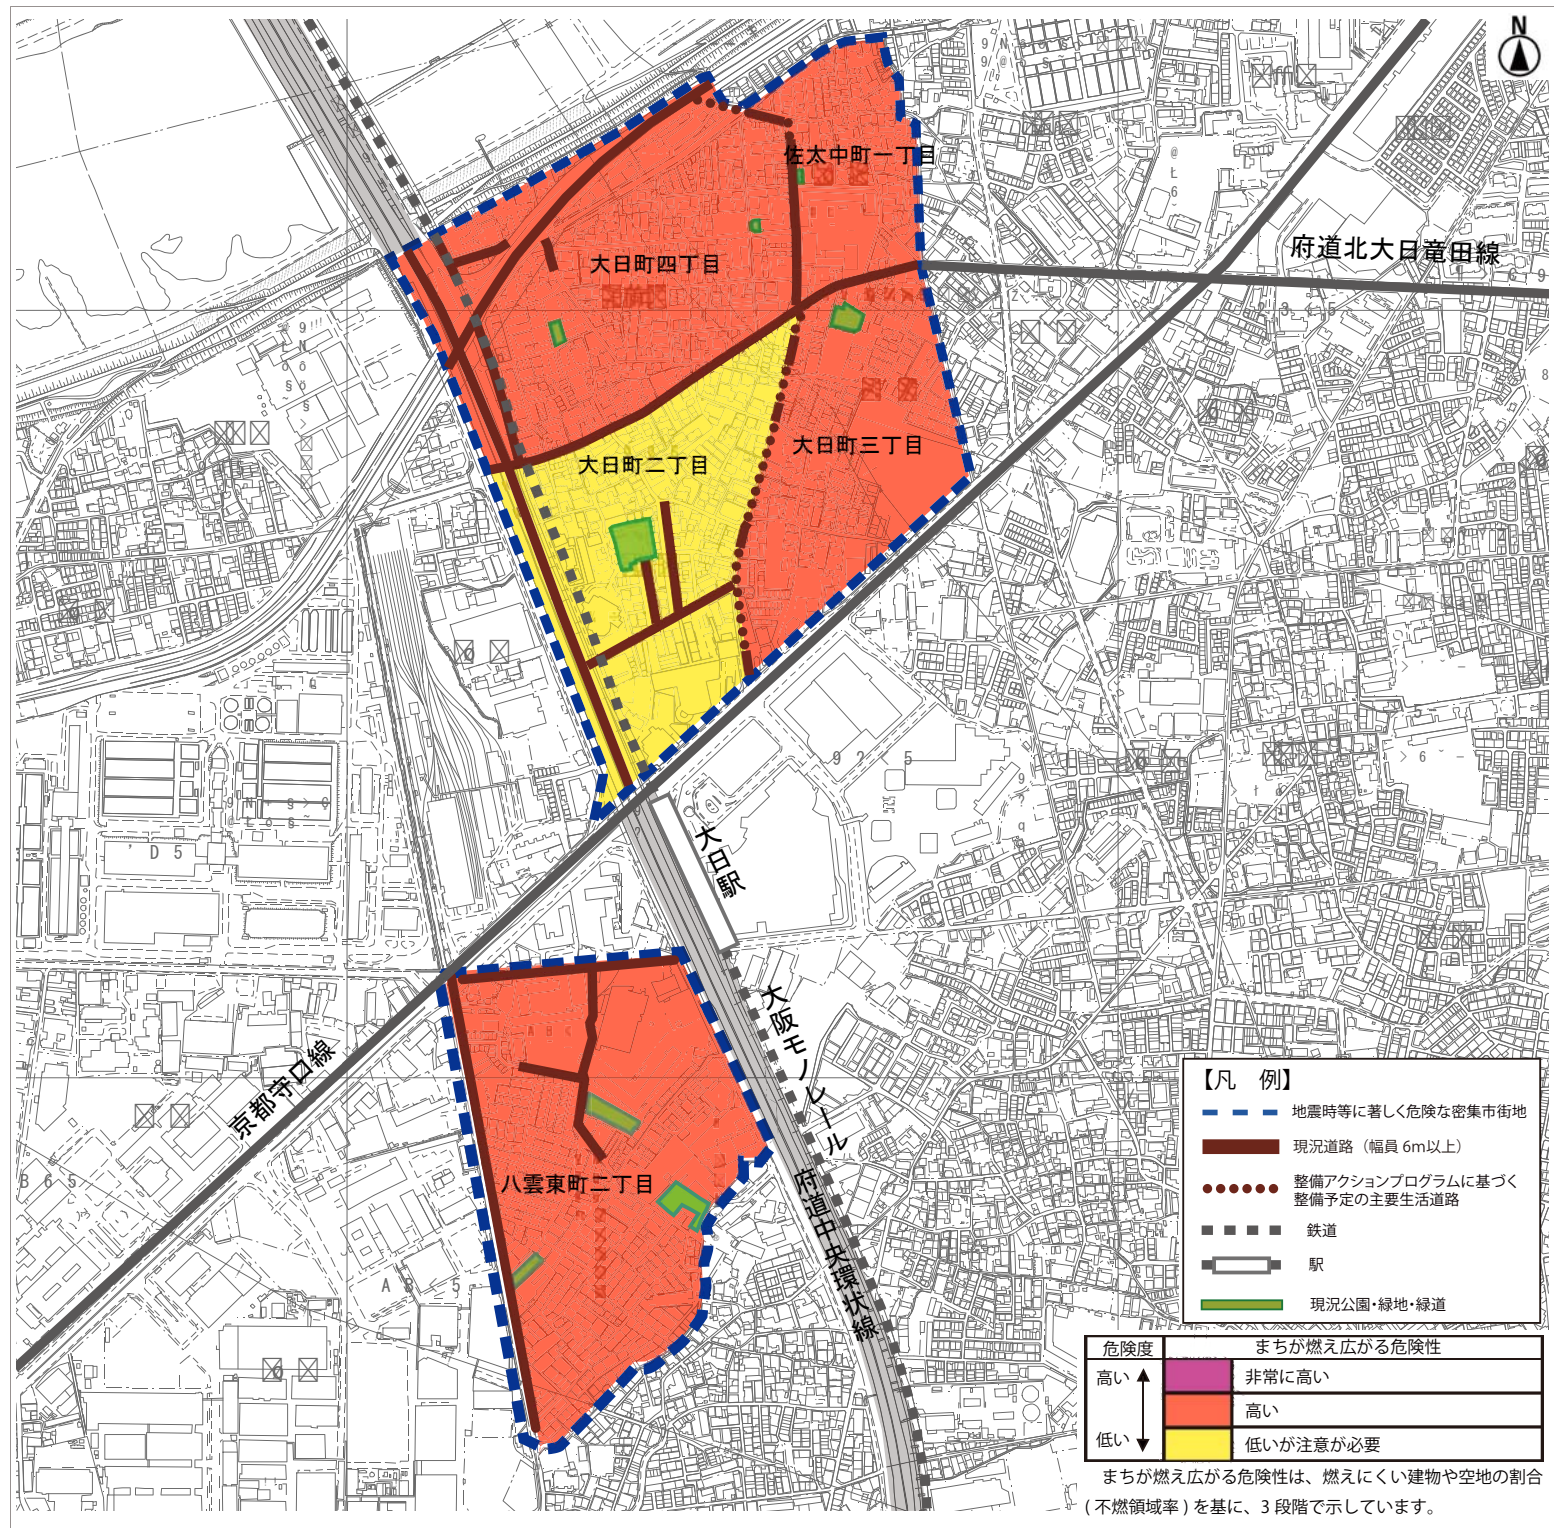 N
佐太中町一丁目
府道北大日竜田線
大日町四丁目
大日町三丁目
大日町二丁目
大日駅
大阪モノレール
京都守口線
府道中央環状線
八雲東町二丁目
【凡 例】
地震時等に著しく危険な密集市街地
現況道路（幅員 6m以上）
整備アクションプログラムに基づく
整備予定の主要生活道路
鉄道
駅
現況公園・緑地・緑道
危険度 まちが燃え広がる危険性
高い 非常に高い
高い
低い 低いが注意が必要
まちが燃え広がる危険性は、燃えにくい建物や空地の割合
( 不燃領域率 ) を基に、3 段階で示しています。